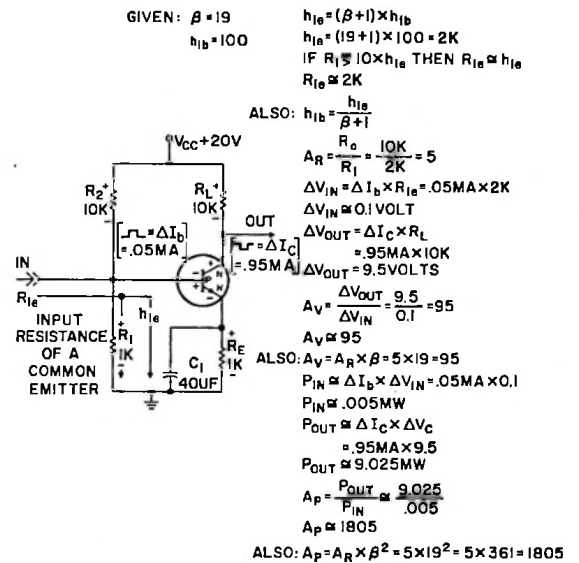 GIVEN: β=19
h_ib=100
h_ie=(β+1)×h_ib
h_ie=(19+1)×100=2K
IF R_1 ≥ 10×h_ie THEN R_ie≅h_ie
R_ie≅2K
ALSO: h_ib=h_ie/β+1
A_R=R_o/R_I=10K/2K=5
ΔV_IN=ΔI_b×R_ie=.05MA×2K
ΔV_IN≅0.1VOLT
ΔV_OUT=ΔI_C×R_L
=.95MA×10K
ΔV_OUT=9.5VOLTS
A_V=ΔV_OUT/ΔV_IN=9.5/0.1=95
A_V≅95
ALSO: A_V=A_R×β=5×19=95
P_IN≅ΔI_b×ΔV_IN=.05MA×0.1
P_IN≅.005MW
P_OUT≅ΔI_C×ΔV_C
=.95MA×9.5
P_OUT≅9.025MW
A_P=P_OUT/P_IN≅9.025/.005
A_P≅1805
ALSO: A_P=A_R×β²=5×19²=5×361=1805
V_CC+20V
R_2 +
10K −
R_L +
10K −
OUT
[=ΔI_b
=.05MA]
[=ΔI_C
=.95MA]
IN
R_ie
h_ie
INPUT
RESISTANCE
OF A
COMMON
EMITTER
+
R_1
1K
−
C_1
40UF
+
R_E
1K
−
+
N
−
+
N
−